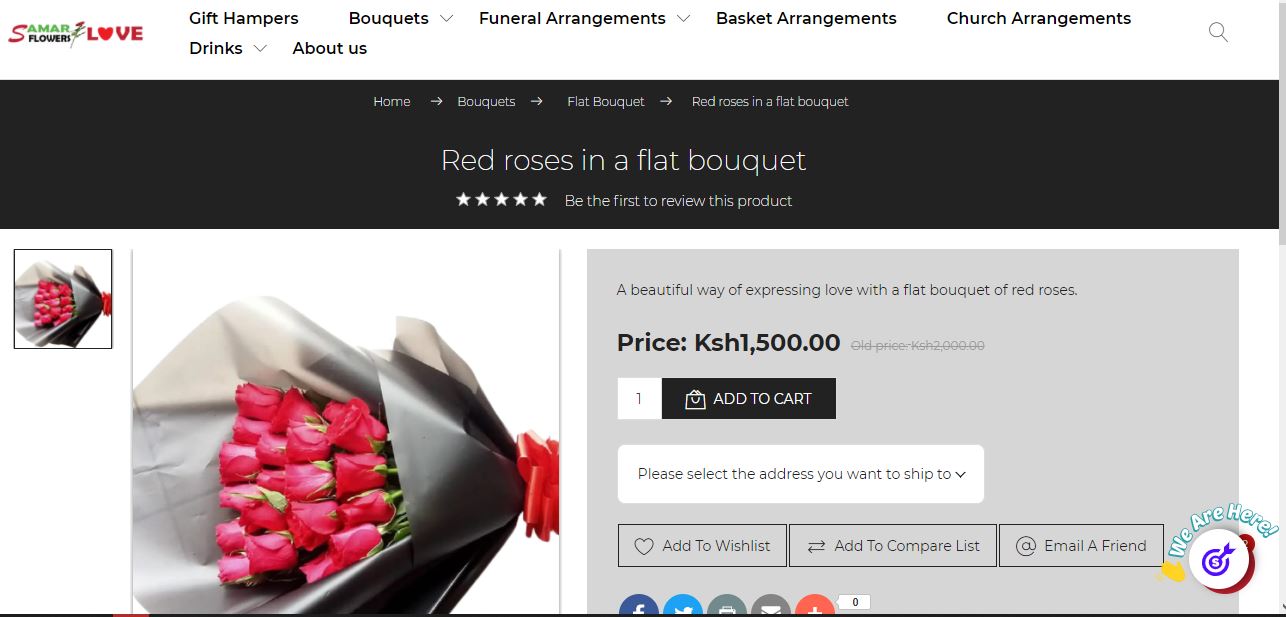 SAMAR FLOWERS LOVE
Gift Hampers Bouquets Funeral Arrangements Basket Arrangements Church Arrangements
Drinks About us
Home → Bouquets → Flat Bouquet → Red roses in a flat bouquet
Red roses in a flat bouquet
Be the first to review this product
A beautiful way of expressing love with a flat bouquet of red roses.
Price: Ksh1,500.00 Old price: Ksh2,000.00
1 ADD TO CART
Please select the address you want to ship to
Add To Wishlist Add To Compare List Email A Friend
We Are Here!
0